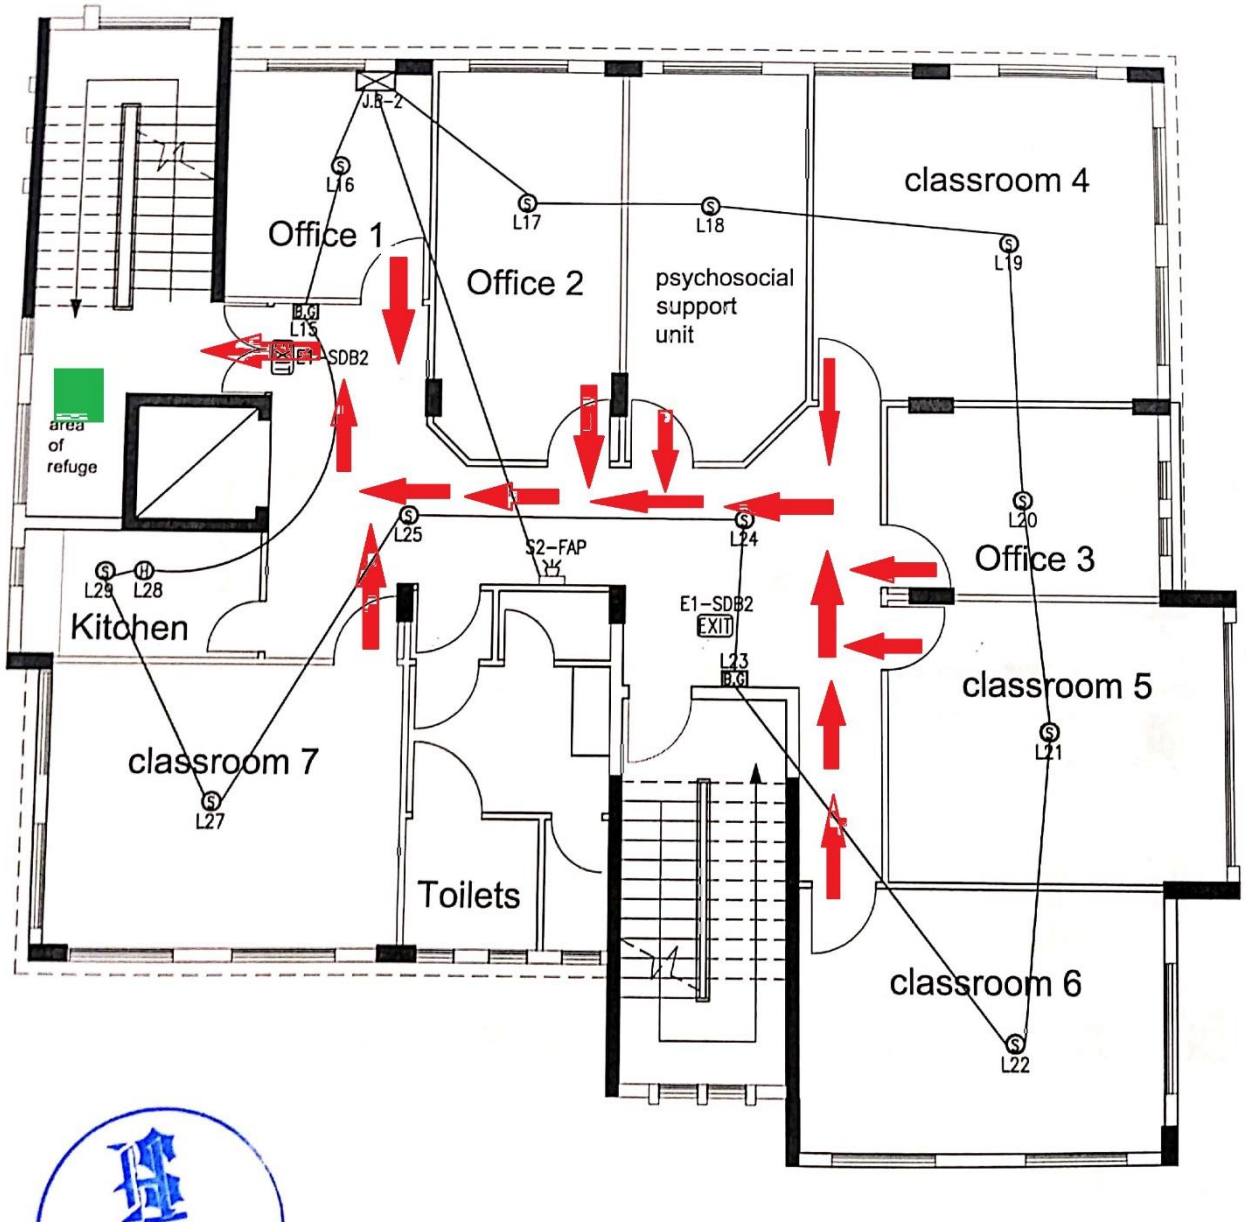 J.B-2
L16
Office 1
L17
L18
classroom 4
L19
Office 2
psychosocial
support
unit
B.G
L15
E1-SDB2
area
of
refuge
L20
Office 3
L25
L24
S2-FAP
L29
H
L28
Kitchen
E1-SDB2
EXIT
L23
B.G
classroom 5
L21
classroom 7
L27
Toilets
classroom 6
L22
S
S
S
S
S
S
S
S
S
S
S